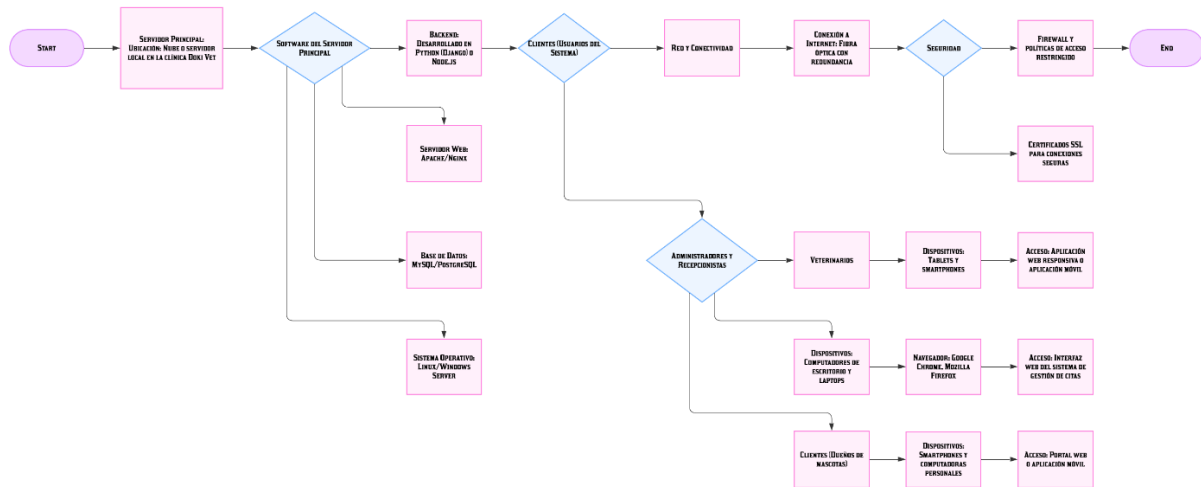 Start
Servidor Principal:
Ubicación: Nube o servidor
local en la clínica Doki Vet
Software del Servidor
Principal
Backend:
Desarrollado en
Python (Django) o
Node.js
Clientes (Usuarios del
Sistema)
Red y Conectividad
Conexión a
Internet: Fibra
óptica con
redundancia
Seguridad
Firewall y
políticas de acceso
restringido
End
Servidor Web:
Apache/Nginx
Certificados SSL
para conexiones
seguras
Base de Datos:
MySQL/PostgreSQL
Administradores y
Recepcionistas
Veterinarios
Dispositivos:
Tablets y
smartphones
Acceso: Aplicación
web responsiva o
aplicación móvil
Sistema Operativo:
Linux/Windows
Server
Dispositivos:
Computadores de
escritorio y
laptops
Navegador: Google
Chrome, Mozilla
Firefox
Acceso: Interfaz
web del sistema de
gestión de citas
Clientes (Dueños de
mascotas)
Dispositivos:
Smartphones y
computadoras
personales
Acceso: Portal web
o aplicación móvil